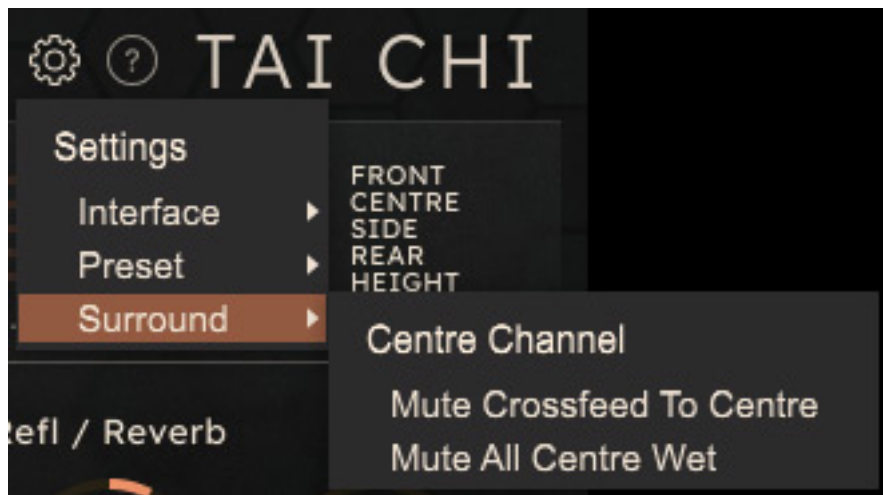 ? TAI CHI
Settings
Interface
Preset
Surround
FRONT
CENTRE
SIDE
REAR
HEIGHT
Centre Channel
Mute Crossfeed To Centre
Mute All Centre Wet
efl / Reverb